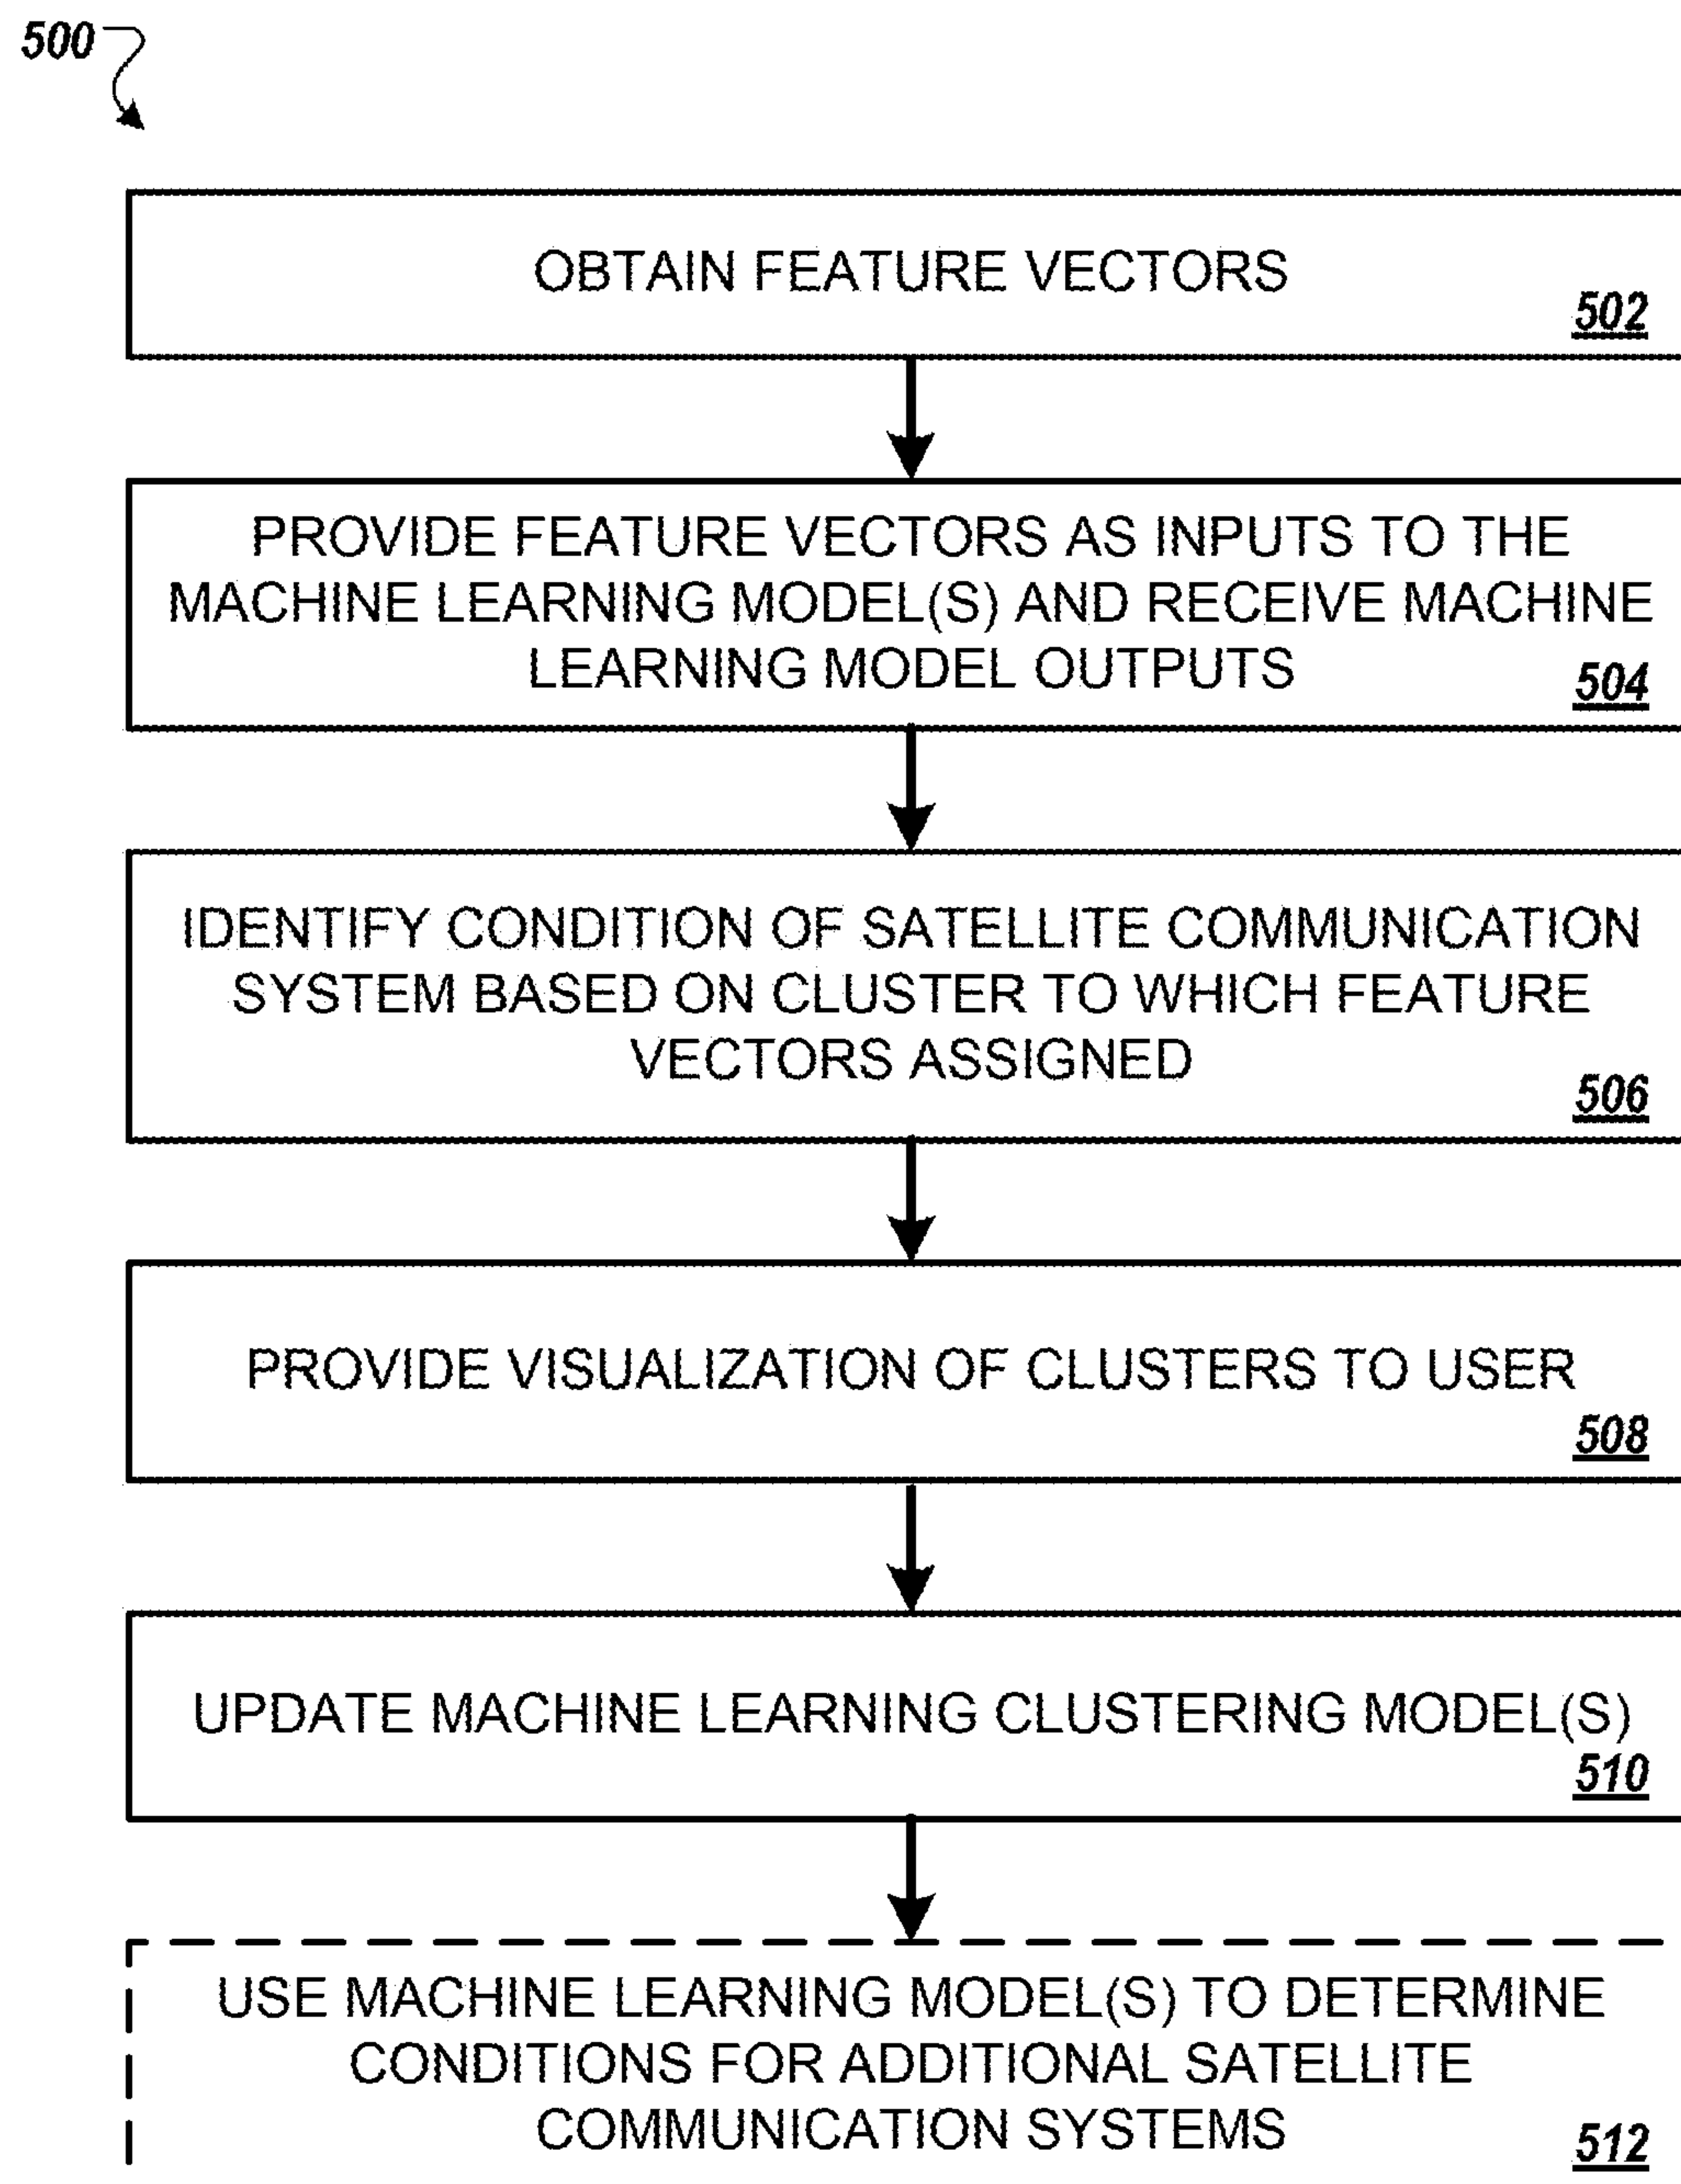 500
OBTAIN FEATURE VECTORS
502
PROVIDE FEATURE VECTORS AS INPUTS TO THE
MACHINE LEARNING MODEL(S) AND RECEIVE MACHINE
LEARNING MODEL OUTPUTS
504
IDENTIFY CONDITION OF SATELLITE COMMUNICATION
SYSTEM BASED ON CLUSTER TO WHICH FEATURE
VECTORS ASSIGNED
506
PROVIDE VISUALIZATION OF CLUSTERS TO USER
508
UPDATE MACHINE LEARNING CLUSTERING MODEL(S)
510
USE MACHINE LEARNING MODEL(S) TO DETERMINE
CONDITIONS FOR ADDITIONAL SATELLITE
COMMUNICATION SYSTEMS
512